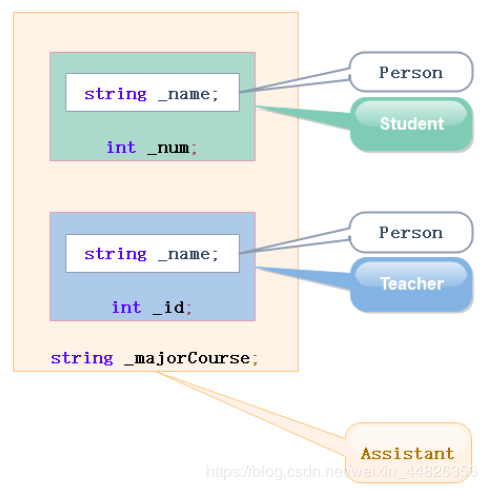 Person
string _name;
Student
int _num;
Person
string _name;
Teacher
int _id;
string _majorCourse;
Assistant
https://blog.csdn.net/weixin_44826356